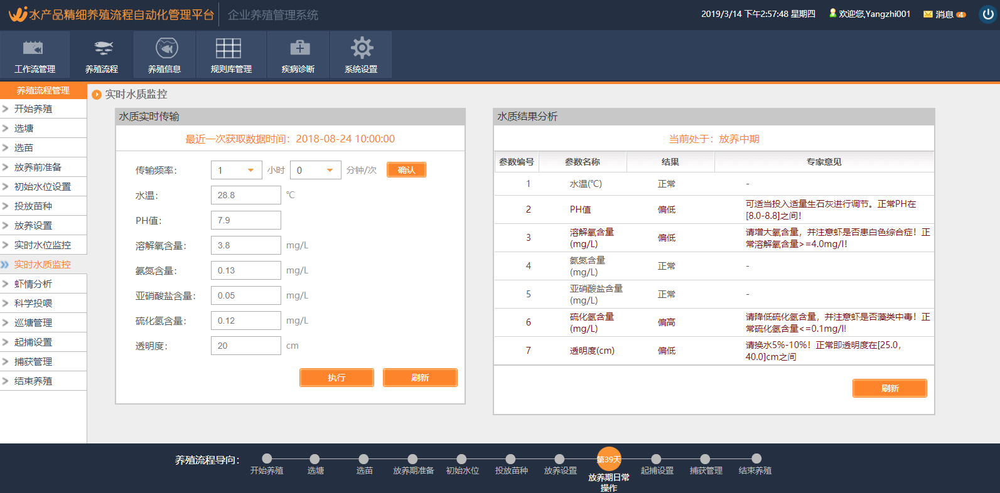 水产品精细养殖流程自动化管理平台 企业养殖管理系统 2019/3/14 下午2:57:48 星期四 欢迎您,Yangzhi001 消息 4
工作流管理 养殖流程 养殖信息 规则库管理 疾病诊断 系统设置
养殖流程管理
开始养殖
选塘
选苗
放养前准备
初始水位设置
投放苗种
放养设置
实时水位监控
实时水质监控
虾情分析
科学投喂
巡塘管理
起捕设置
捕获管理
结束养殖
实时水质监控
水质实时传输
最近一次获取数据时间：2018-08-24 10:00:00
传输频率： 1 小时 0 分钟/次 确认
水温： 28.8 ℃
PH值： 7.9
溶解氧含量： 3.8 mg/L
氨氮含量： 0.13 mg/L
亚硝酸盐含量： 0.05 mg/L
硫化氢含量： 0.12 mg/L
透明度： 20 cm
执行 刷新
水质结果分析
当前处于：放养中期
参数编号 参数名称 结果 专家意见
1 水温(℃) 正常 -
2 PH值 偏低 可适当投入适量生石灰进行调节。正常PH在
[8.0-8.8]之间！
3 溶解氧含量 偏低 请增大氧含量，并注意虾是否患白色综合症！正
(mg/L) 常溶解氧含量>=4.0mg/l！
4 氨氮含量 正常 -
(mg/L)
5 亚硝酸盐含量 正常 -
(mg/L)
6 硫化氢含量 偏高 请降低硫化氢含量，并注意虾是否藻类中毒！正
(mg/L) 常硫化氢含量<=0.1mg/l!
7 透明度(cm) 偏低 请换水5%-10%！正常即透明度在[25.0，
40.0]cm之间
刷新
养殖流程导向：
开始养殖 选塘 选苗 放养期准备 初始水位 投放苗种 放养设置 第39天 起捕设置 捕获管理 结束养殖
放养期日常
操作